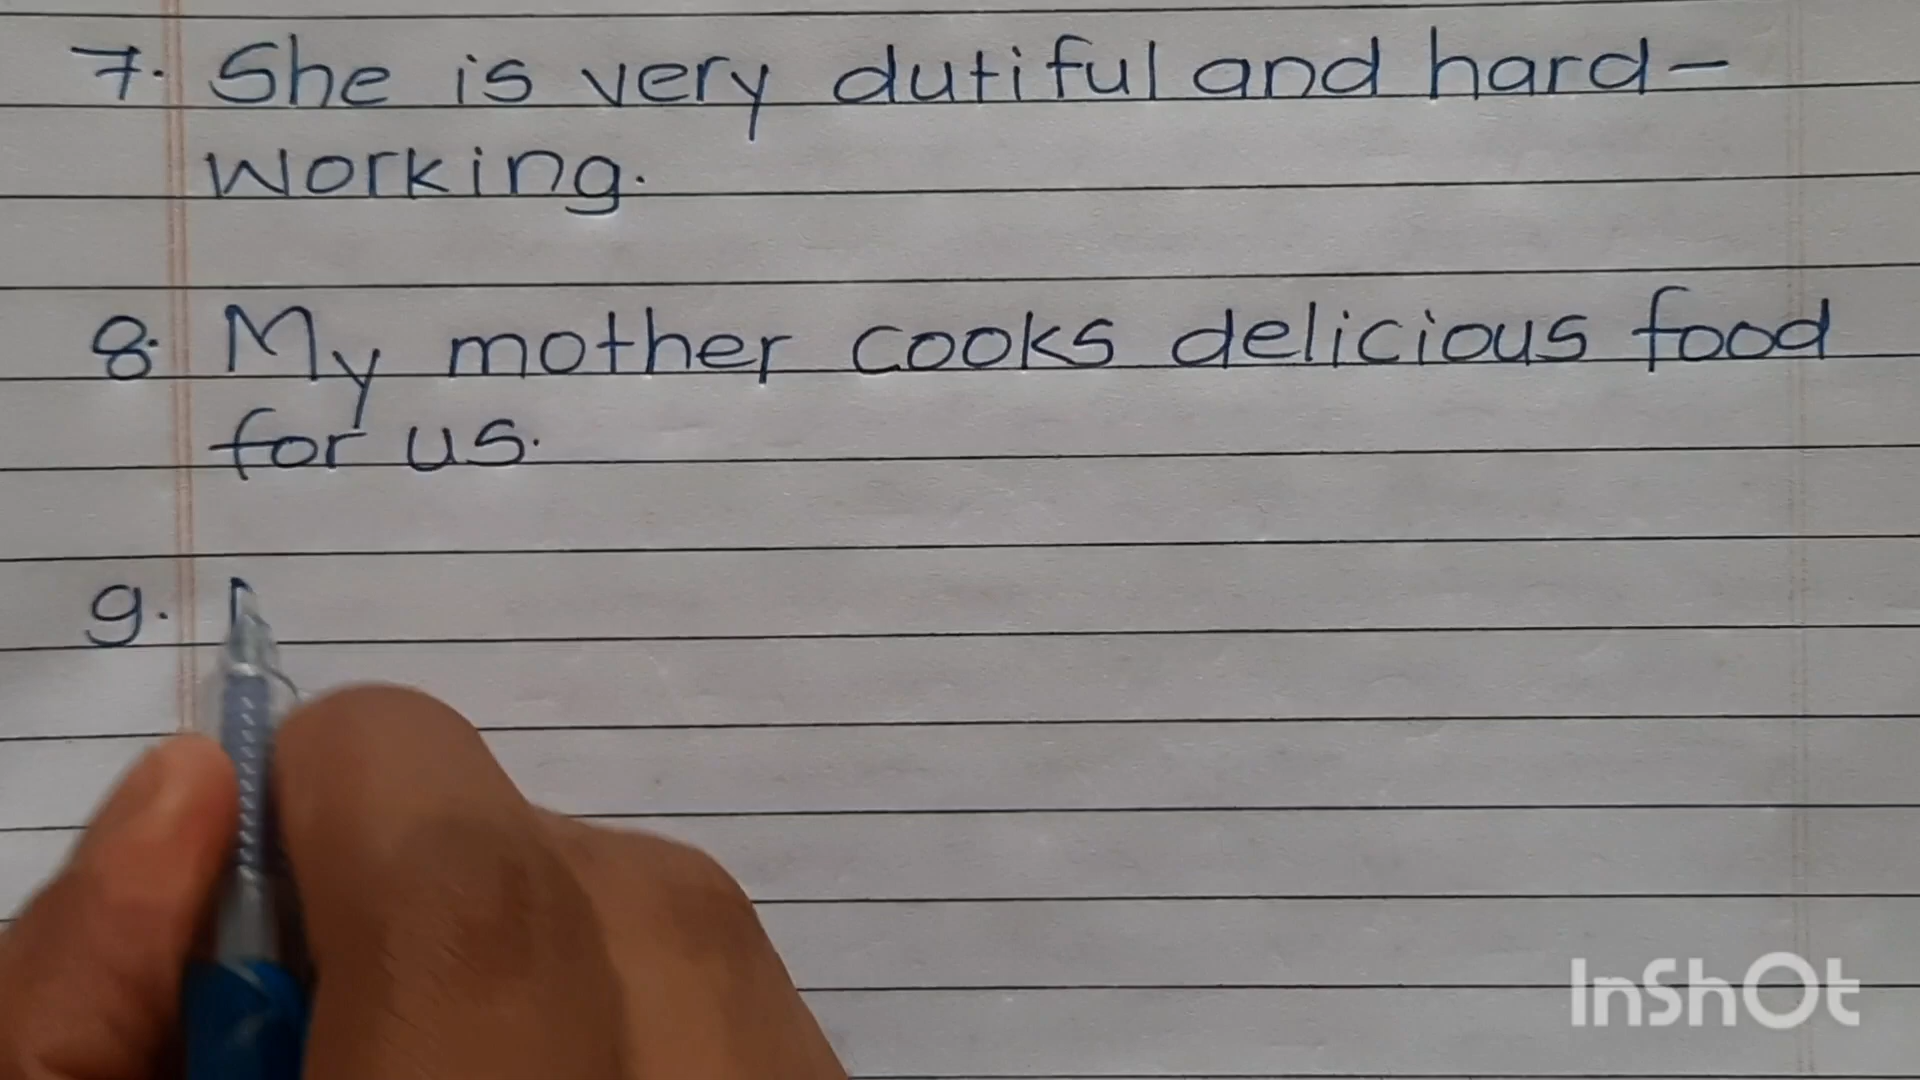 7. She is very dutiful and hard-
working.
8. My mother cooks delicious food
for us.
9.
InShOt